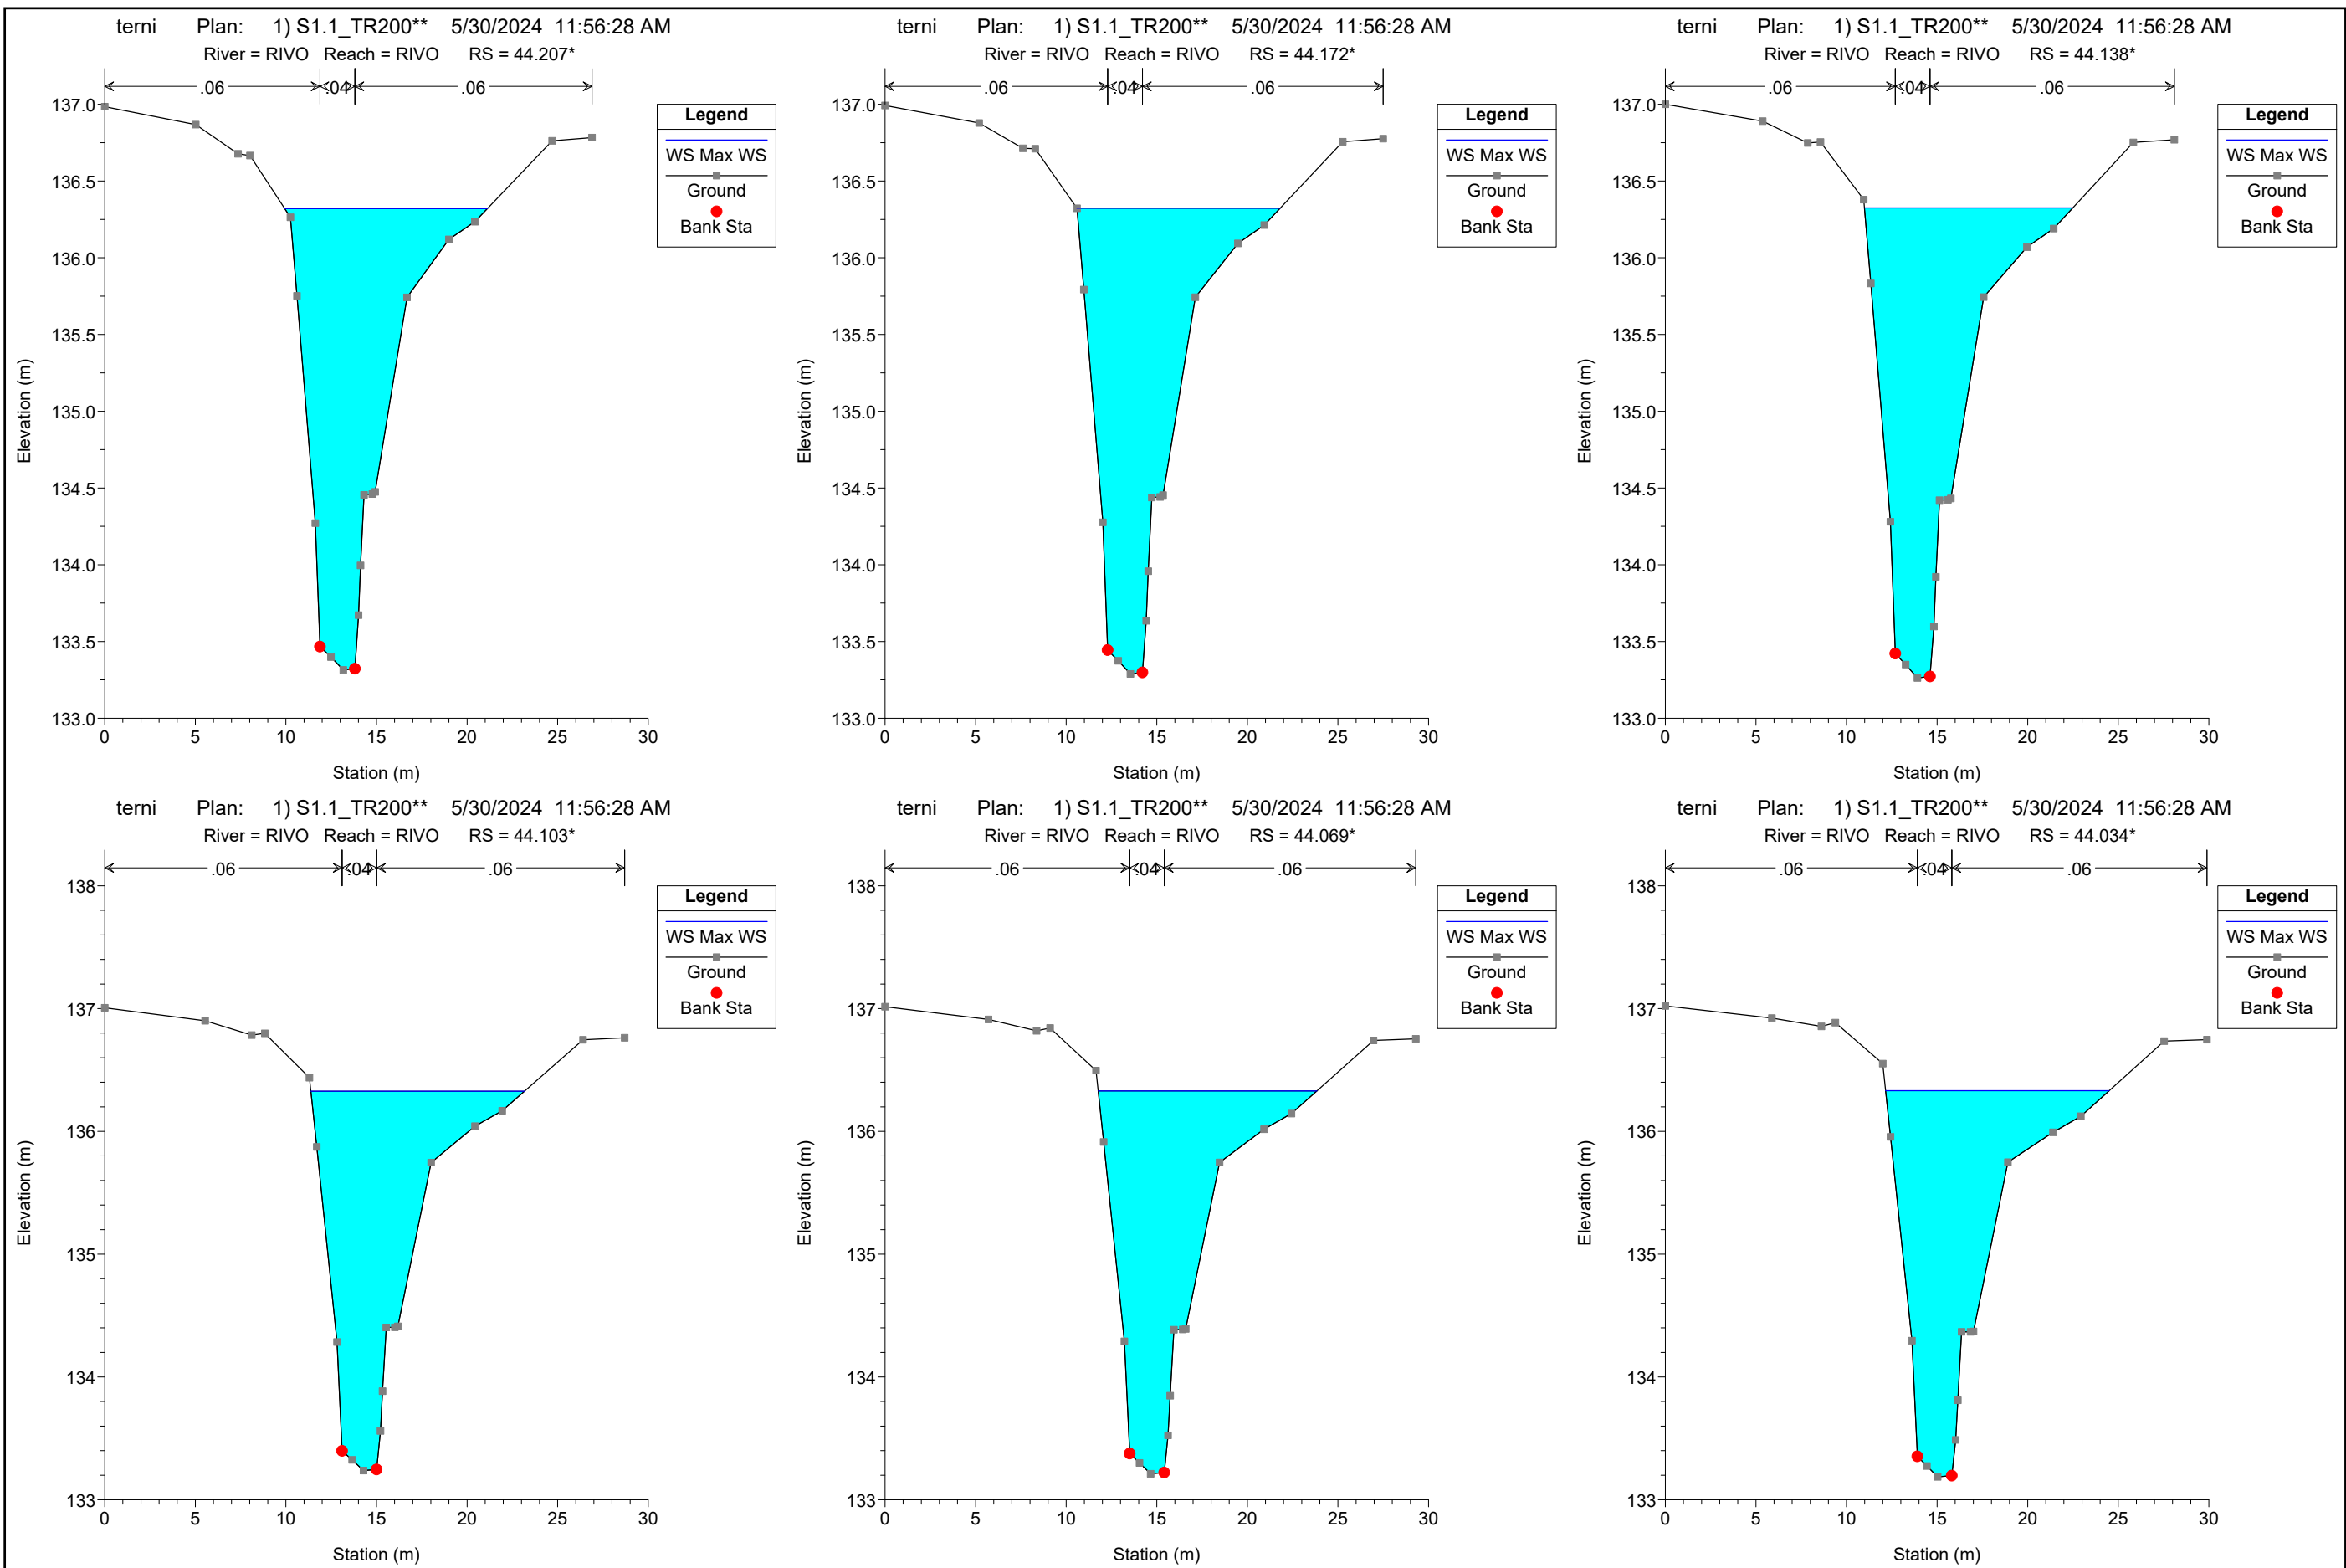 terni Plan: 1) S1.1_TR200** 5/30/2024 11:56:28 AM
River = RIVO Reach = RIVO RS = 44.207*
.06 .04 .06
Legend
WS Max WS
Ground
Bank Sta
137.0
136.5
136.0
135.5
135.0
134.5
134.0
133.5
133.0
Elevation (m)
0 5 10 15 20 25 30
Station (m)
terni Plan: 1) S1.1_TR200** 5/30/2024 11:56:28 AM
River = RIVO Reach = RIVO RS = 44.172*
.06 .04 .06
Legend
WS Max WS
Ground
Bank Sta
137.0
136.5
136.0
135.5
135.0
134.5
134.0
133.5
133.0
Elevation (m)
0 5 10 15 20 25 30
Station (m)
terni Plan: 1) S1.1_TR200** 5/30/2024 11:56:28 AM
River = RIVO Reach = RIVO RS = 44.138*
.06 .04 .06
Legend
WS Max WS
Ground
Bank Sta
137.0
136.5
136.0
135.5
135.0
134.5
134.0
133.5
133.0
Elevation (m)
0 5 10 15 20 25 30
Station (m)
terni Plan: 1) S1.1_TR200** 5/30/2024 11:56:28 AM
River = RIVO Reach = RIVO RS = 44.103*
.06 .04 .06
Legend
WS Max WS
Ground
Bank Sta
138
137
136
135
134
133
Elevation (m)
0 5 10 15 20 25 30
Station (m)
terni Plan: 1) S1.1_TR200** 5/30/2024 11:56:28 AM
River = RIVO Reach = RIVO RS = 44.069*
.06 .04 .06
Legend
WS Max WS
Ground
Bank Sta
138
137
136
135
134
133
Elevation (m)
0 5 10 15 20 25 30
Station (m)
terni Plan: 1) S1.1_TR200** 5/30/2024 11:56:28 AM
River = RIVO Reach = RIVO RS = 44.034*
.06 .04 .06
Legend
WS Max WS
Ground
Bank Sta
138
137
136
135
134
133
Elevation (m)
0 5 10 15 20 25 30
Station (m)